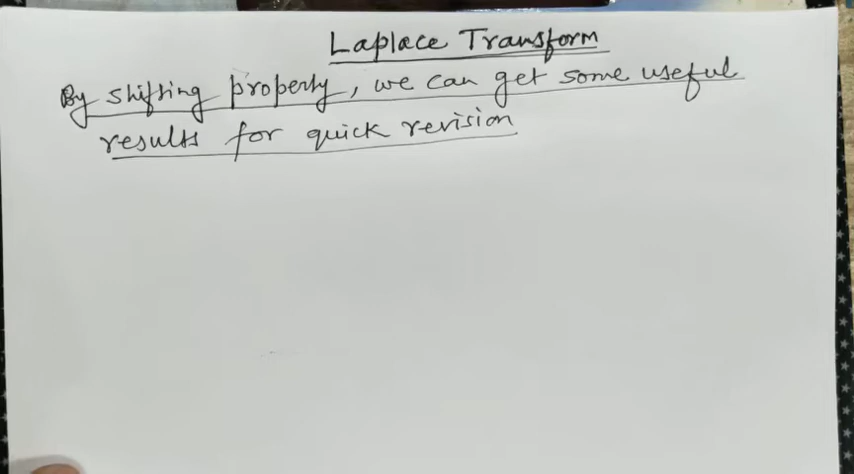 Laplace Transform
By shifting property, we can get some useful
results for quick revision